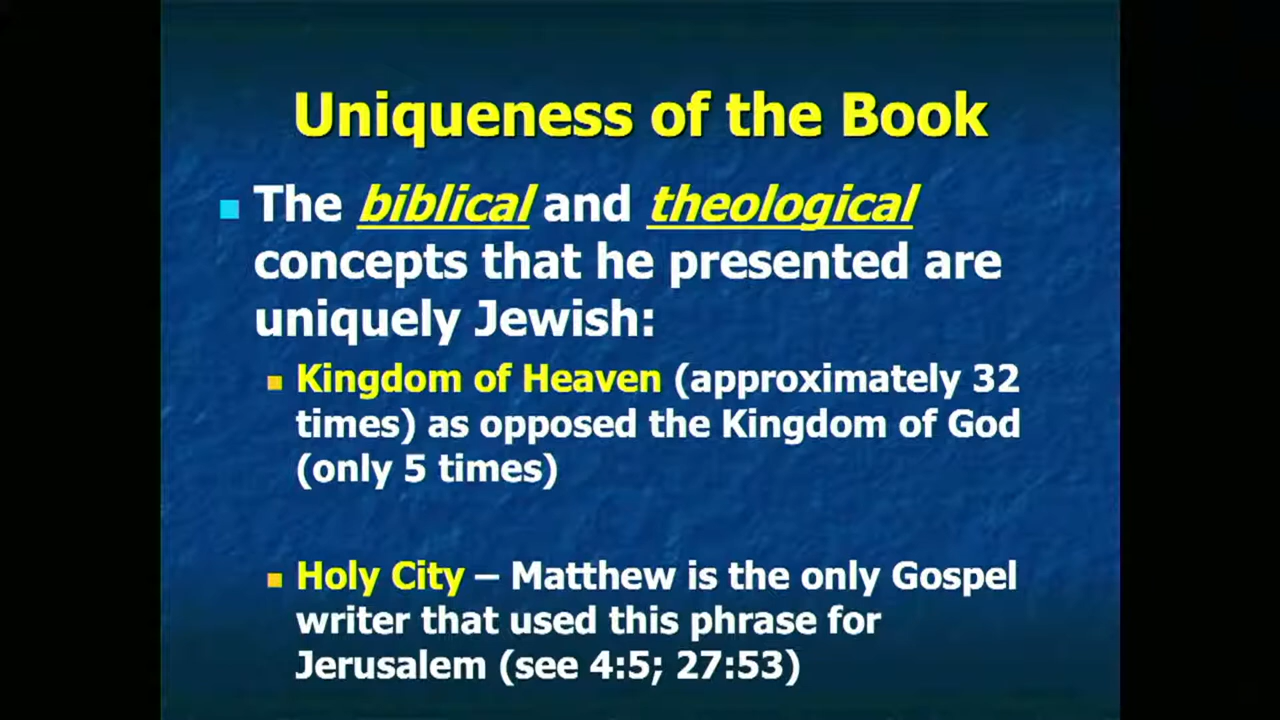 Uniqueness of the Book
The biblical and theological
concepts that he presented are
uniquely Jewish:
Kingdom of Heaven (approximately 32
times) as opposed the Kingdom of God
(only 5 times)
Holy City – Matthew is the only Gospel
writer that used this phrase for
Jerusalem (see 4:5; 27:53)